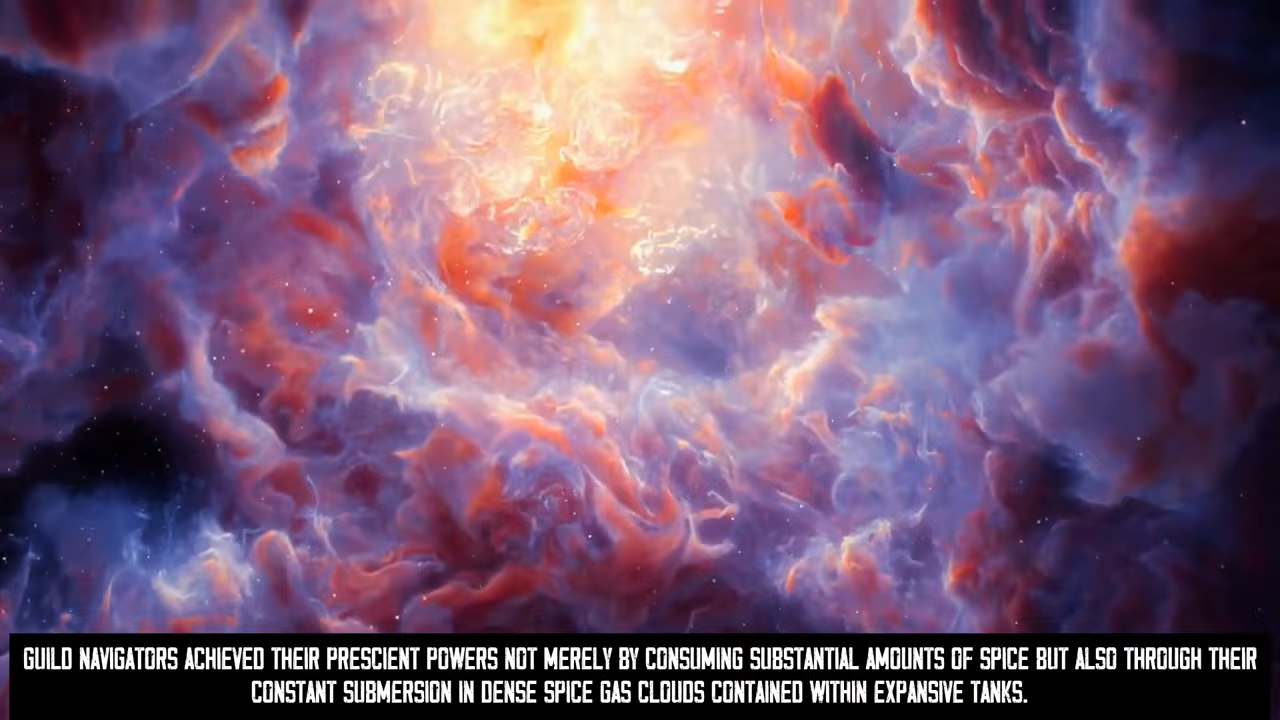 GUILD NAVIGATORS ACHIEVED THEIR PRESCIENT POWERS NOT MERELY BY CONSUMING SUBSTANTIAL AMOUNTS OF SPICE BUT ALSO THROUGH THEIR
CONSTANT SUBMERSION IN DENSE SPICE GAS CLOUDS CONTAINED WITHIN EXPANSIVE TANKS.